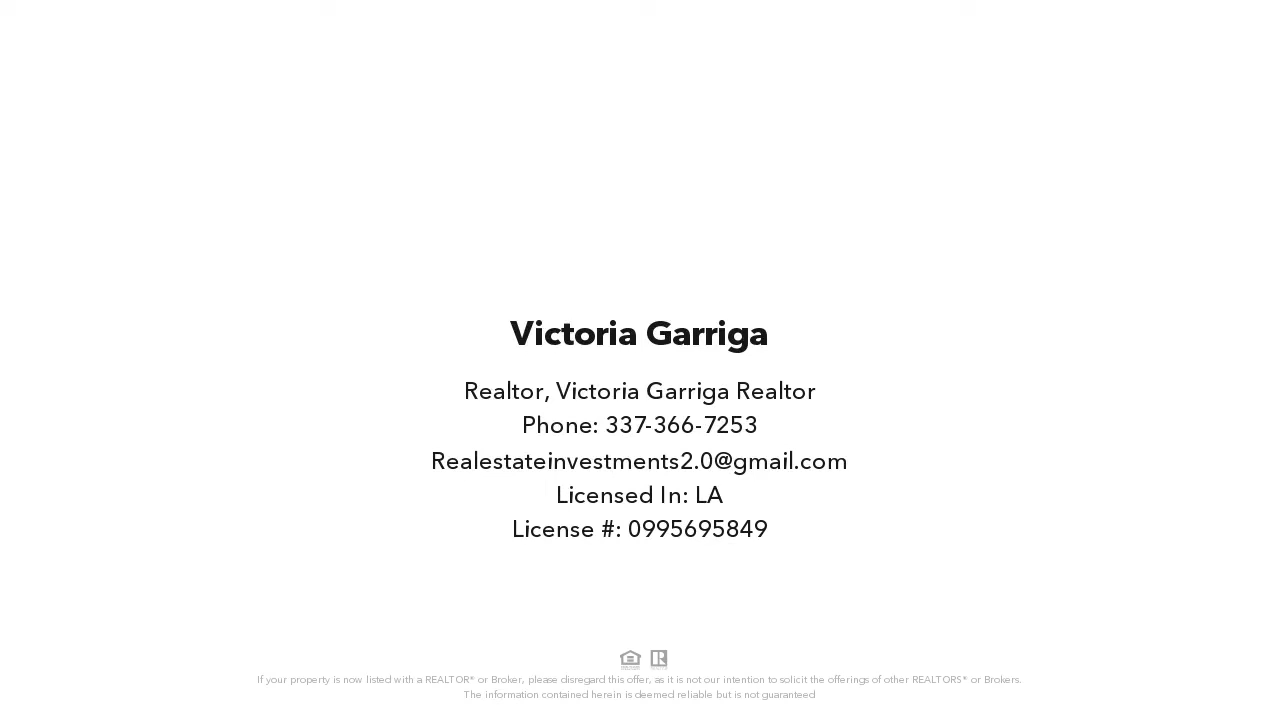 Victoria Garriga
Realtor, Victoria Garriga Realtor
Phone: 337-366-7253
Realestateinvestments2.0@gmail.com
Licensed In: LA
License #: 0995695849
If your property is now listed with a REALTOR® or Broker, please disregard this offer, as it is not our intention to solicit the offerings of other REALTORS® or Brokers.
The information contained herein is deemed reliable but is not guaranteed